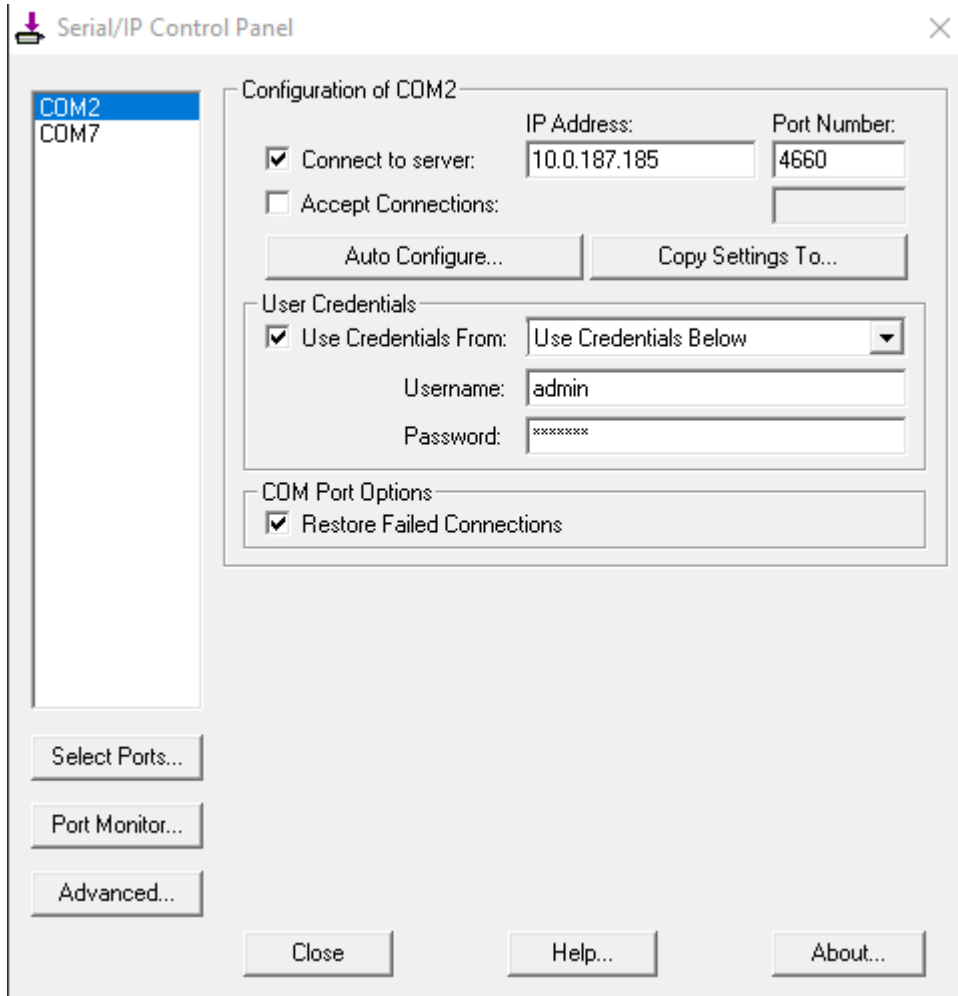 Serial/IP Control Panel
COM2
COM7
Configuration of COM2
IP Address: Port Number:
Connect to server: 10.0.187.185 4660
Accept Connections:
Auto Configure... Copy Settings To...
User Credentials
Use Credentials From: Use Credentials Below
Username: admin
Password: *******
COM Port Options
Restore Failed Connections
Select Ports...
Port Monitor...
Advanced...
Close Help... About...